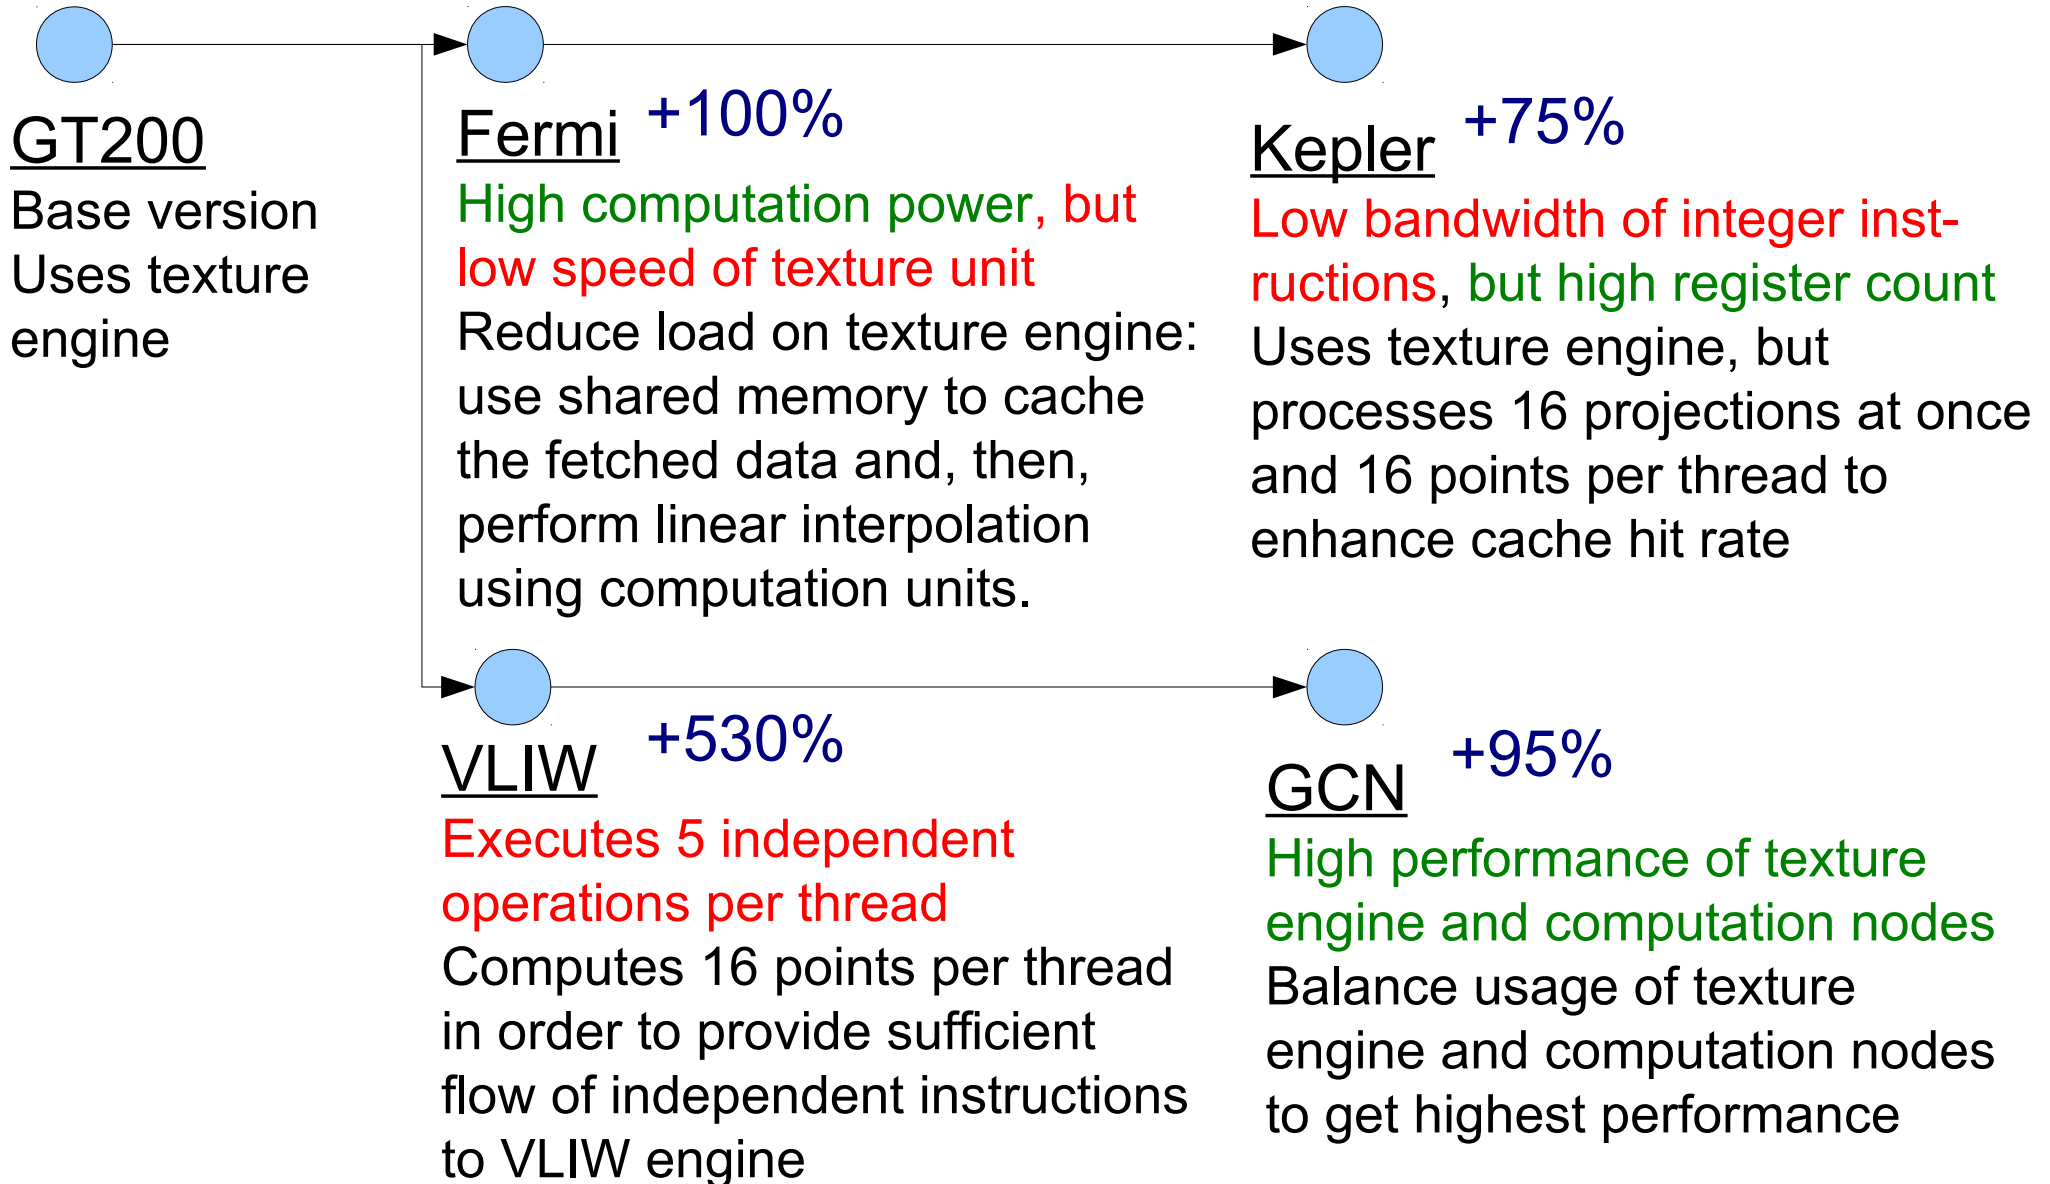 GT200
Base version
Uses texture
engine
Fermi +100%
High computation power, but
low speed of texture unit
Reduce load on texture engine:
use shared memory to cache
the fetched data and, then,
perform linear interpolation
using computation units.
Kepler +75%
Low bandwidth of integer inst-
ructions, but high register count
Uses texture engine, but
processes 16 projections at once
and 16 points per thread to
enhance cache hit rate
VLIW +530%
Executes 5 independent
operations per thread
Computes 16 points per thread
in order to provide sufficient
flow of independent instructions
to VLIW engine
GCN +95%
High performance of texture
engine and computation nodes
Balance usage of texture
engine and computation nodes
to get highest performance